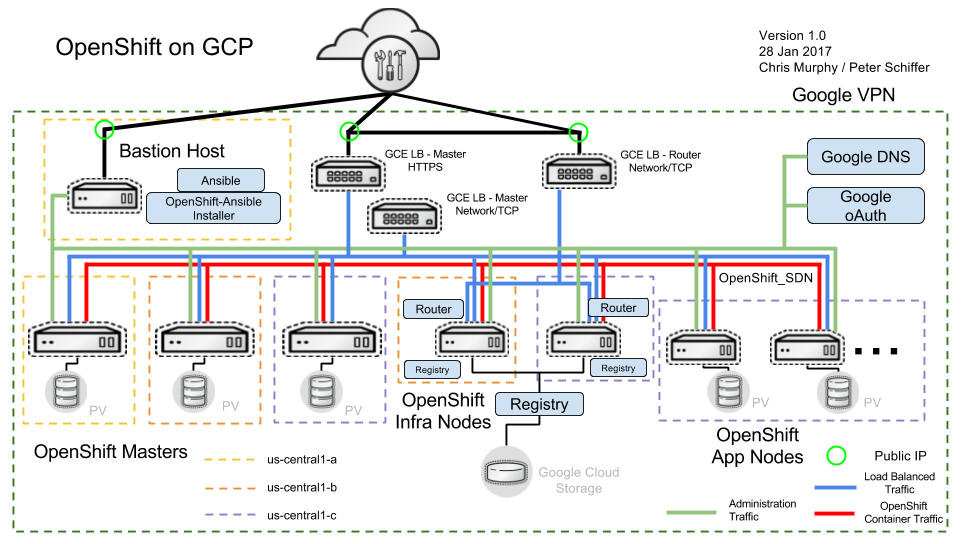 OpenShift on GCP
Version 1.0
28 Jan 2017
Chris Murphy / Peter Schiffer
Google VPN
Bastion Host
Ansible
OpenShift-Ansible
Installer
GCE LB - Master
HTTPS
GCE LB - Master
Network/TCP
GCE LB - Router
Network/TCP
Google DNS
Google
oAuth
OpenShift_SDN
Router
Router
Registry
Registry
PV
PV
PV
PV
PV
OpenShift Masters
OpenShift
Infra Nodes
Registry
Google Cloud
Storage
OpenShift
App Nodes
us-central1-a
us-central1-b
us-central1-c
Public IP
Load Balanced
Traffic
Administration
Traffic
OpenShift
Container Traffic